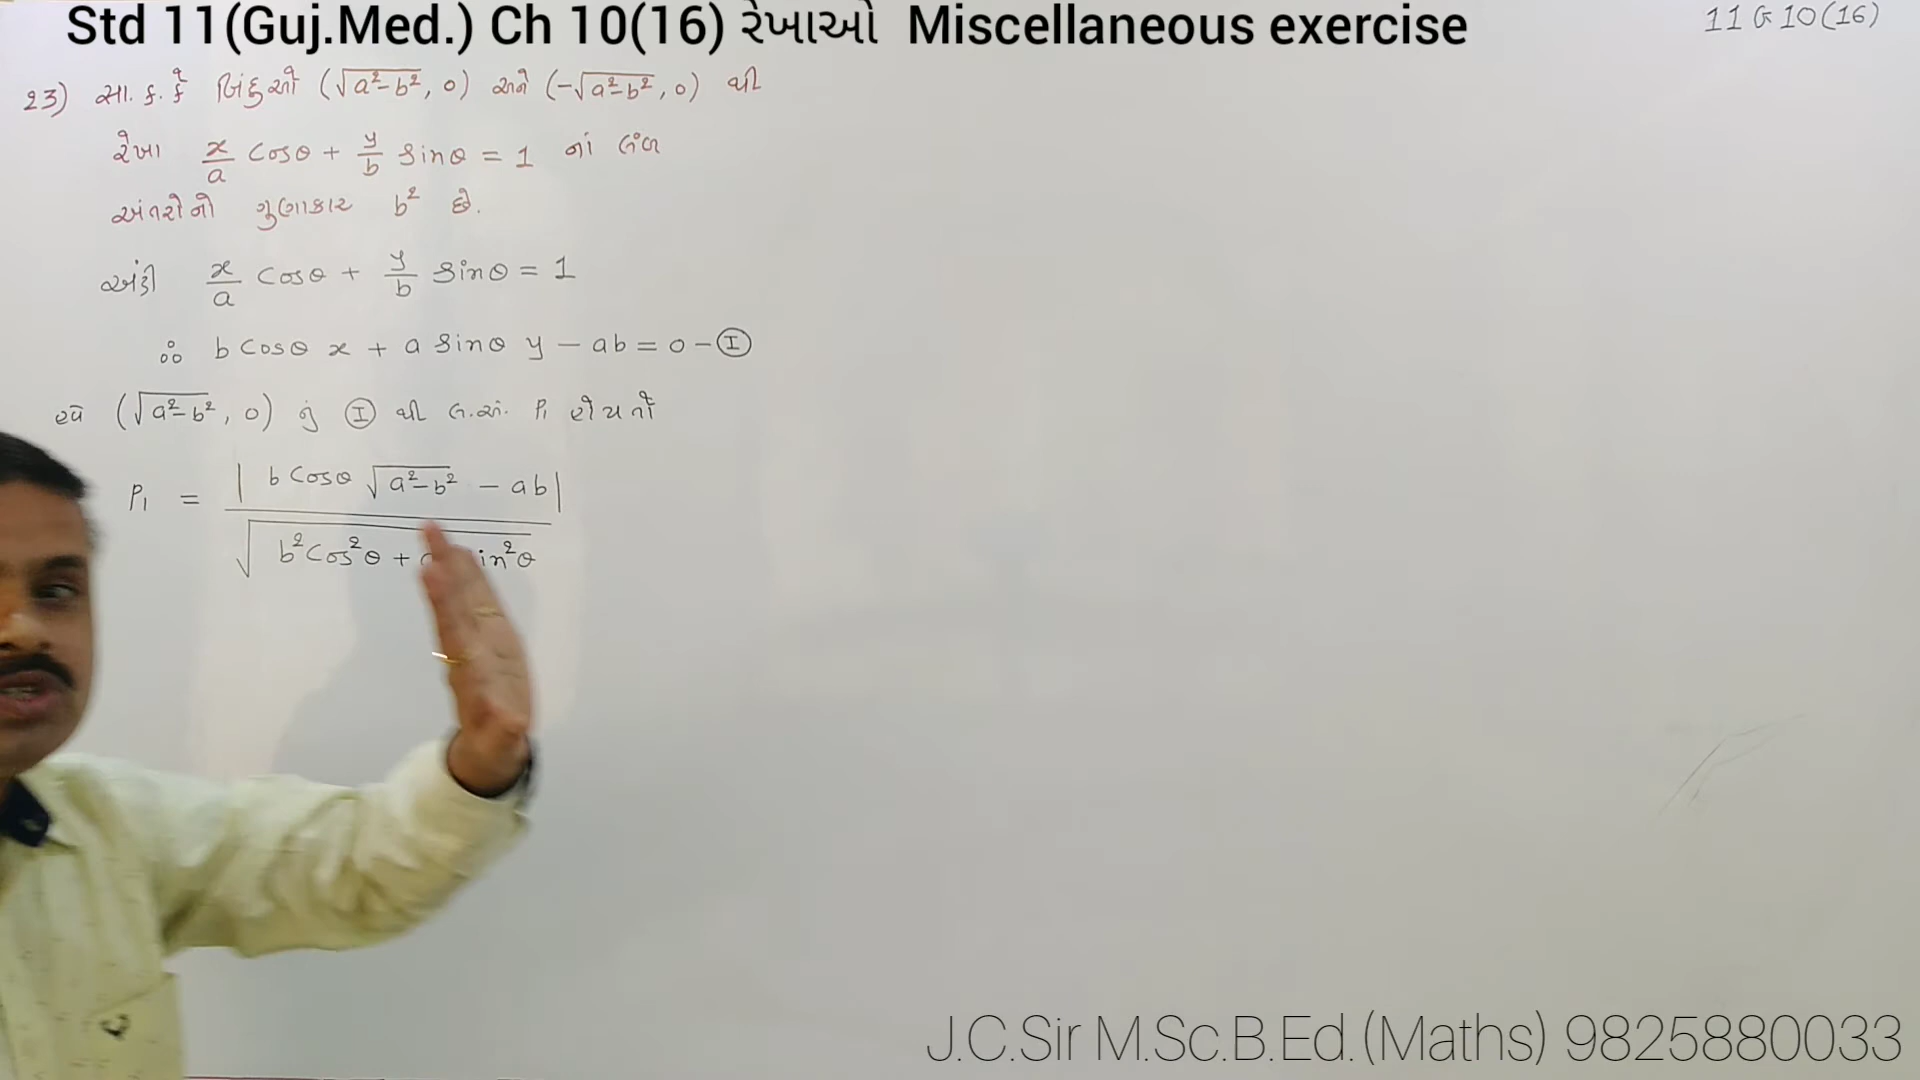 Std 11(Guj.Med.) Ch 10(16) રેખાઓ Miscellaneous exercise
11 G 10(16)
23) સા. ક. કે બિંદુઓ (√a²-b², 0) અને (-√a²-b², 0) થી
રેખા x/a Cosθ + y/b Sinθ = 1 નાં લંબ
અંતરોનો ગુણાકાર b² છે.
અહીં x/a Cosθ + y/b Sinθ = 1
∴ b Cosθ x + a Sinθ y - ab = 0 - Ⅰ
હવે (√a²-b², 0) નું Ⅰ થી લં.અં. P₁ હોય તો
P₁ = | b Cosθ √a²-b² - ab | / √
b²Cos²θ + in²θ
J.C.Sir M.Sc.B.Ed.(Maths) 9825880033